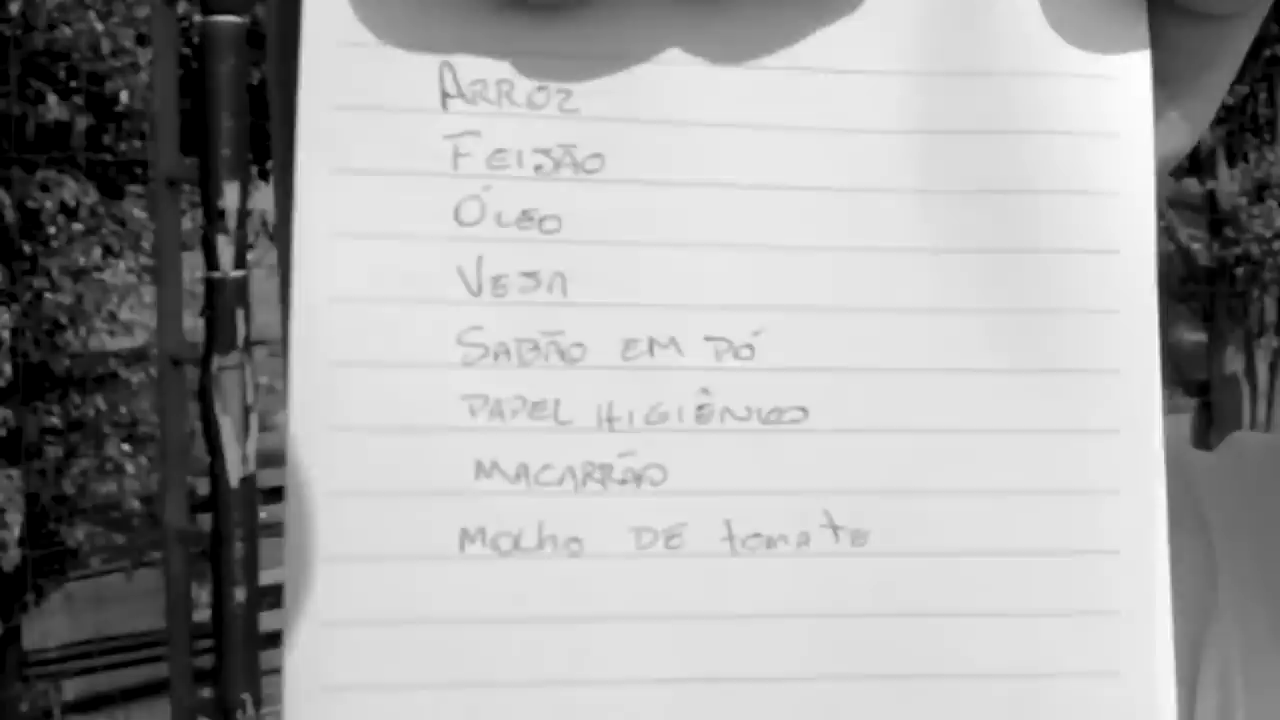 ARROZ
FEIJÃO
ÓLEO
VEJA
SABÃO EM PÓ
PAPEL HIGIÊNICO
MACARRÃO
MOLHO DE tomate